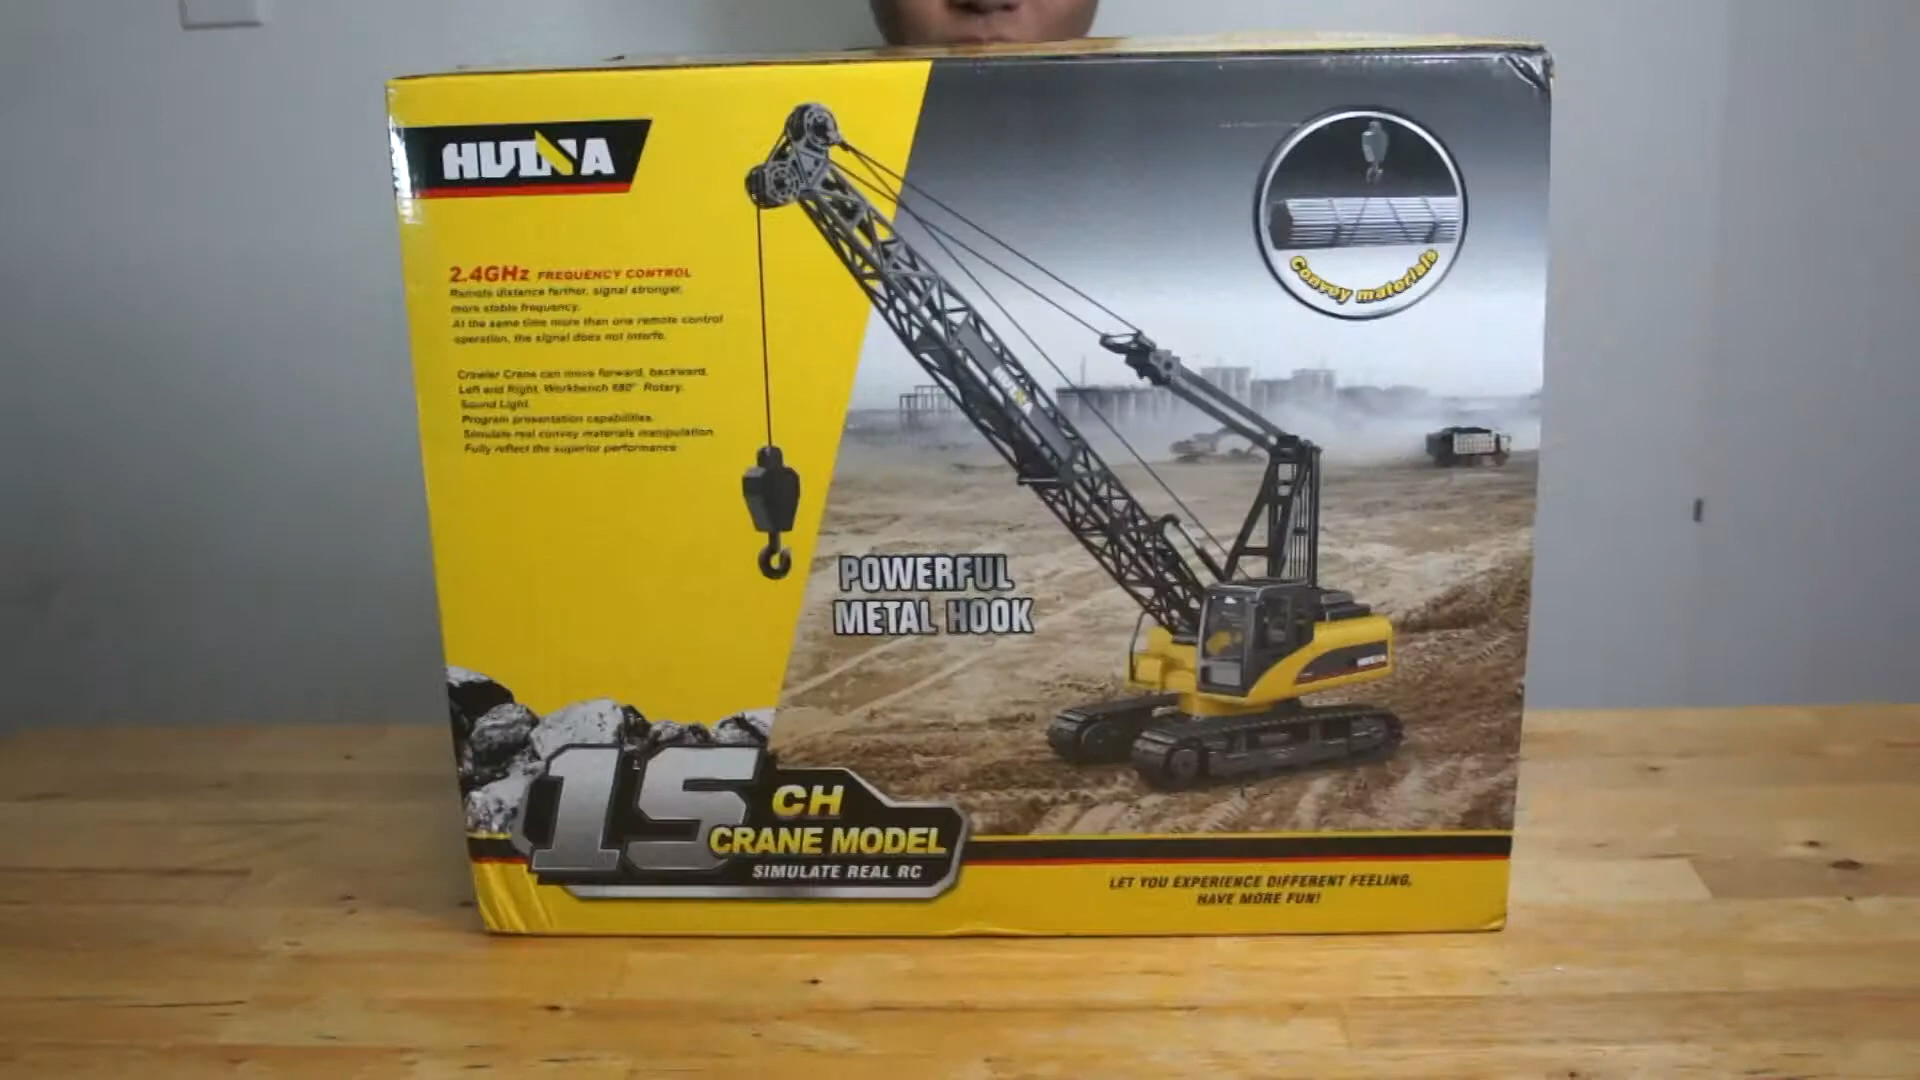 HUINA
2.4GHz FREQUENCY CONTROL
Remote distance farther, signal stronger,
more stable frequency.
At the same time more than one remote control
operation, the signal does not interfe.
Crawler Crane can move forward, backward,
Left and Right, Workbench 680° Rotary.
Sound Light.
Program presentation capabilities.
Simulate real convey materials manipulation
Fully reflect the superior performance
Convey materials
HUINA
POWERFUL
METAL HOOK
HUINA
15 CH
CRANE MODEL
SIMULATE REAL RC
LET YOU EXPERIENCE DIFFERENT FEELING,
HAVE MORE FUN!